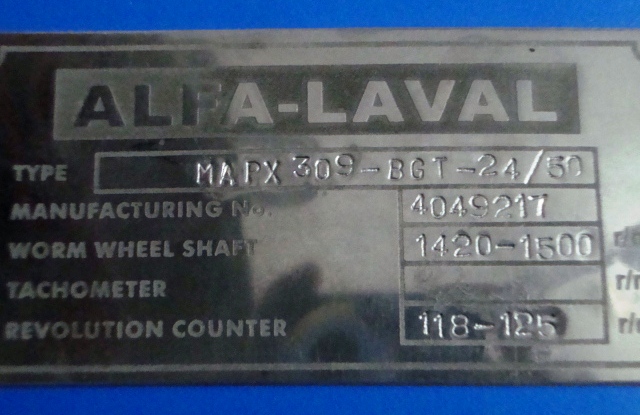 ALFA-LAVAL
TYPE MAPX 309-BGT-24/50
MANUFACTURING No. 4049217
WORM WHEEL SHAFT 1420-1500
TACHOMETER
REVOLUTION COUNTER 118-125